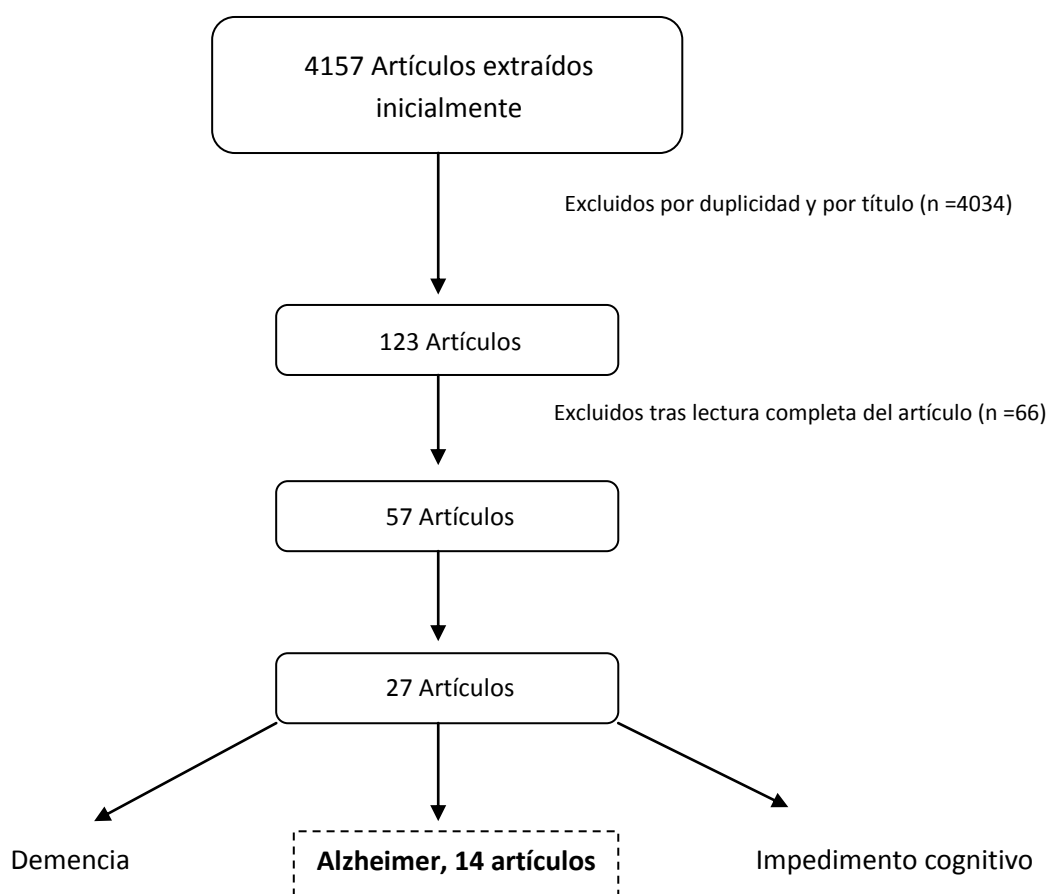 4157 Artículos extraídos
inicialmente
Excluidos por duplicidad y por título (n =4034)
123 Artículos
Excluidos tras lectura completa del artículo (n =66)
57 Artículos
27 Artículos
Demencia
Alzheimer, 14 artículos
Impedimento cognitivo